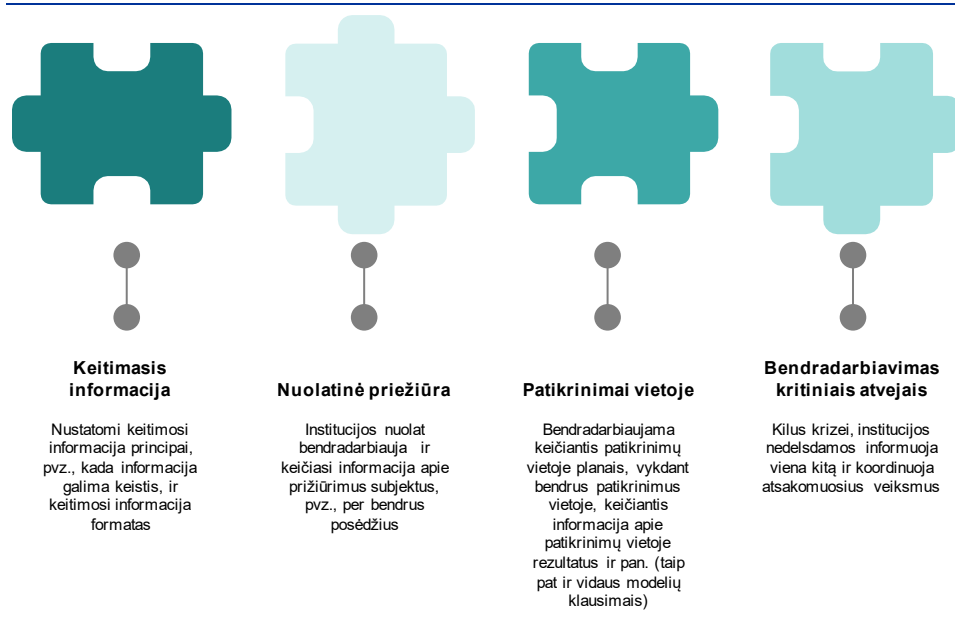 Keitimasis
informacija
Nustatomi keitimosi
informacija principai,
pvz., kada informacija
galima keistis, ir
keitimosi informacija
formatas
Nuolatinė priežiūra
Institucijos nuolat
bendradarbiauja ir
keičiasi informacija apie
prižiūrimus subjektus,
pvz., per bendrus
posėdžius
Patikrinimai vietoje
Bendradarbiaujama
keičiantis patikrinimų
vietoje planais, vykdant
bendrus patikrinimus
vietoje, keičiantis
informacija apie
patikrinimų vietoje
rezultatus ir pan. (taip
pat ir vidaus modelių
klausimais)
Bendradarbiavimas
kritiniais atvejais
Kilus krizei, institucijos
nedelsdamos informuoja
viena kitą ir koordinuoja
atsakomuosius veiksmus